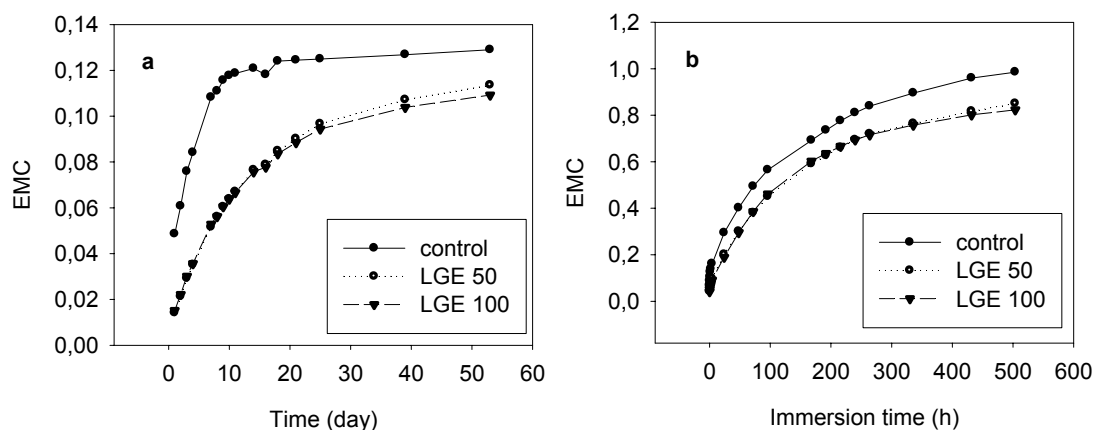 a
EMC
0,14
0,12
0,10
0,08
0,06
0,04
0,02
0,00
0 10 20 30 40 50 60
Time (day)
control
LGE 50
LGE 100
b
EMC
1,2
1,0
0,8
0,6
0,4
0,2
0,0
0 100 200 300 400 500 600
Immersion time (h)
control
LGE 50
LGE 100